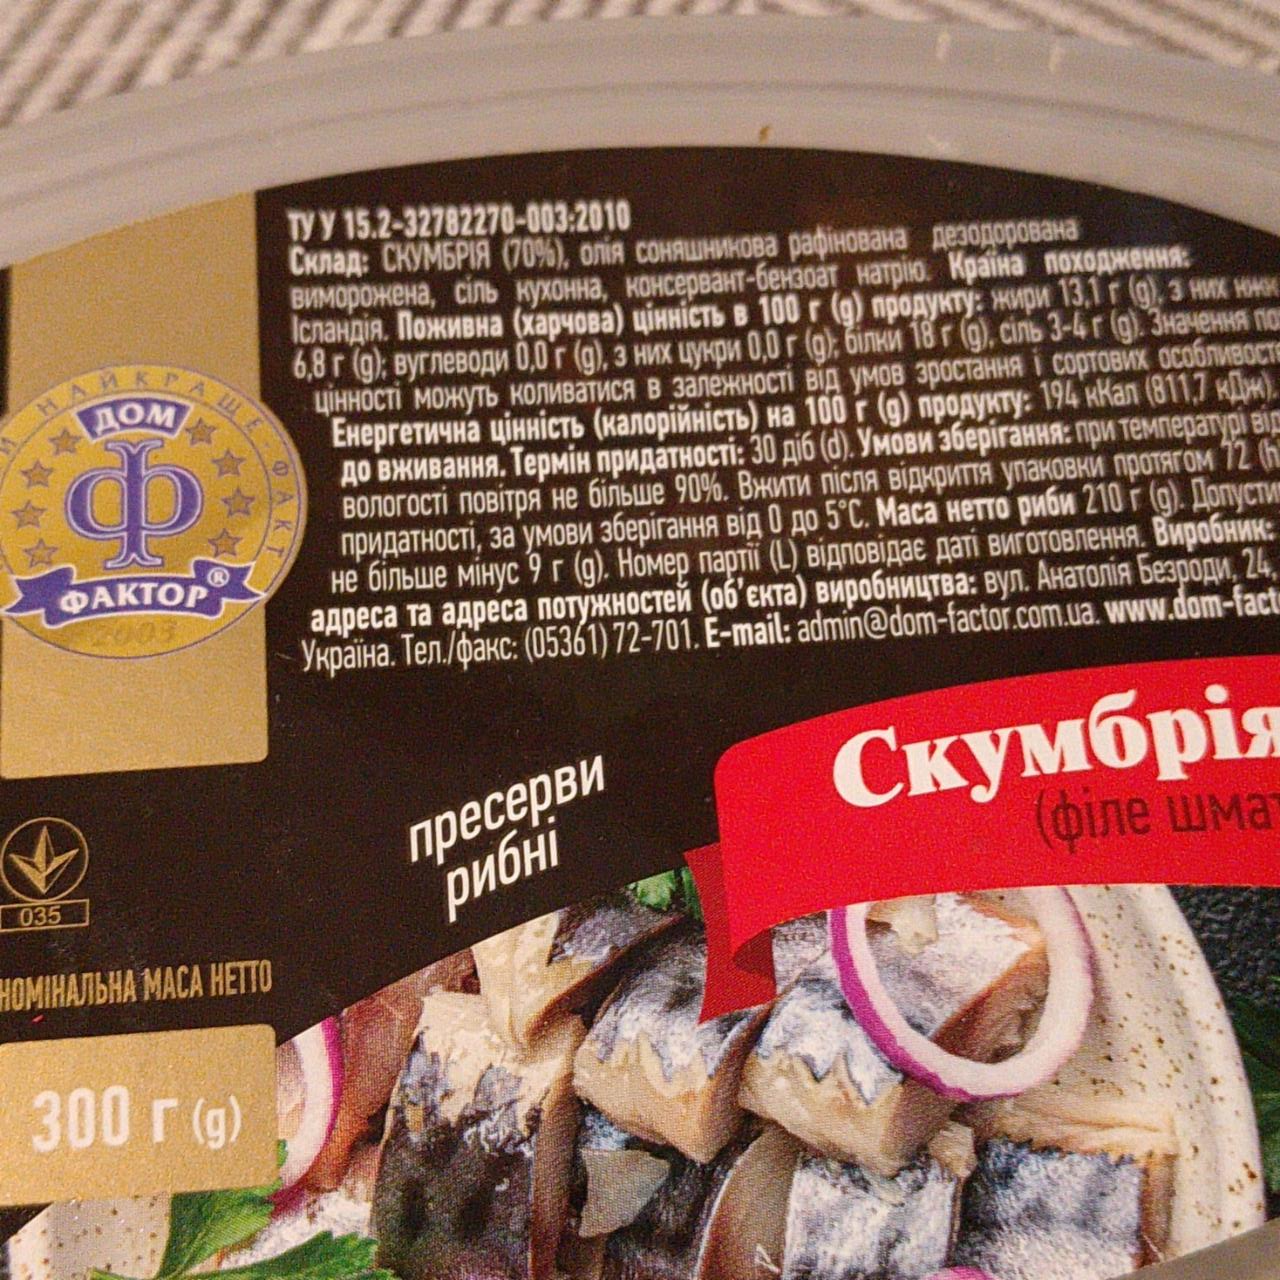 ТУ У 15.2-32782270-003:2010
Склад: СКУМБРІЯ (70%), олія соняшникова рафінована дезодорована
виморожена, сіль кухонна, консервант-бензоат натрію. Країна походження:
Ісландія. Поживна (харчова) цінність в 100 г (g) продукту: жири 13,1 г (g), з них
6,8 г (g); вуглеводи 0,0 г (g), з них цукри 0,0 г (g); білки 18 г (g), сіль 3-4 г (g). Значення
цінності можуть коливатися в залежності від умов зростання і сортових
Енергетична цінність (калорійність) на 100 г (g) продукту: 194 кКал (811,7 кДж).
до вживання. Термін придатності: 30 діб (d). Умови зберігання: при температурі від
вологості повітря не більше 90%. Вжити після відкриття упаковки протягом 72 (h
придатності, за умови зберігання від 0 до 5°C. Маса нетто риби 210 г (g).
не більше мінус 9 г (g). Номер партії (L) відповідає даті виготовлення. Виробник:
адреса та адреса потужностей (об'єкта) виробництва: вул. Анатолія Безроди, 24,
Україна. Тел./факс: (05361) 72-701. E-mail: admin@dom-factor.com.ua. www.dom-fact
НАЙКРАЩЕ ФАКТ
ДОМ
Ф
ФАКТОР®
2003
Скумбрія
(філе шма
пресерви
рибні
035
НОМІНАЛЬНА МАСА НЕТТО
300 г (g)